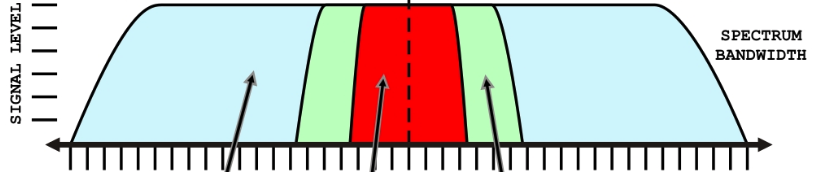 SIGNAL LEVEL
SPECTRUM
BANDWIDTH